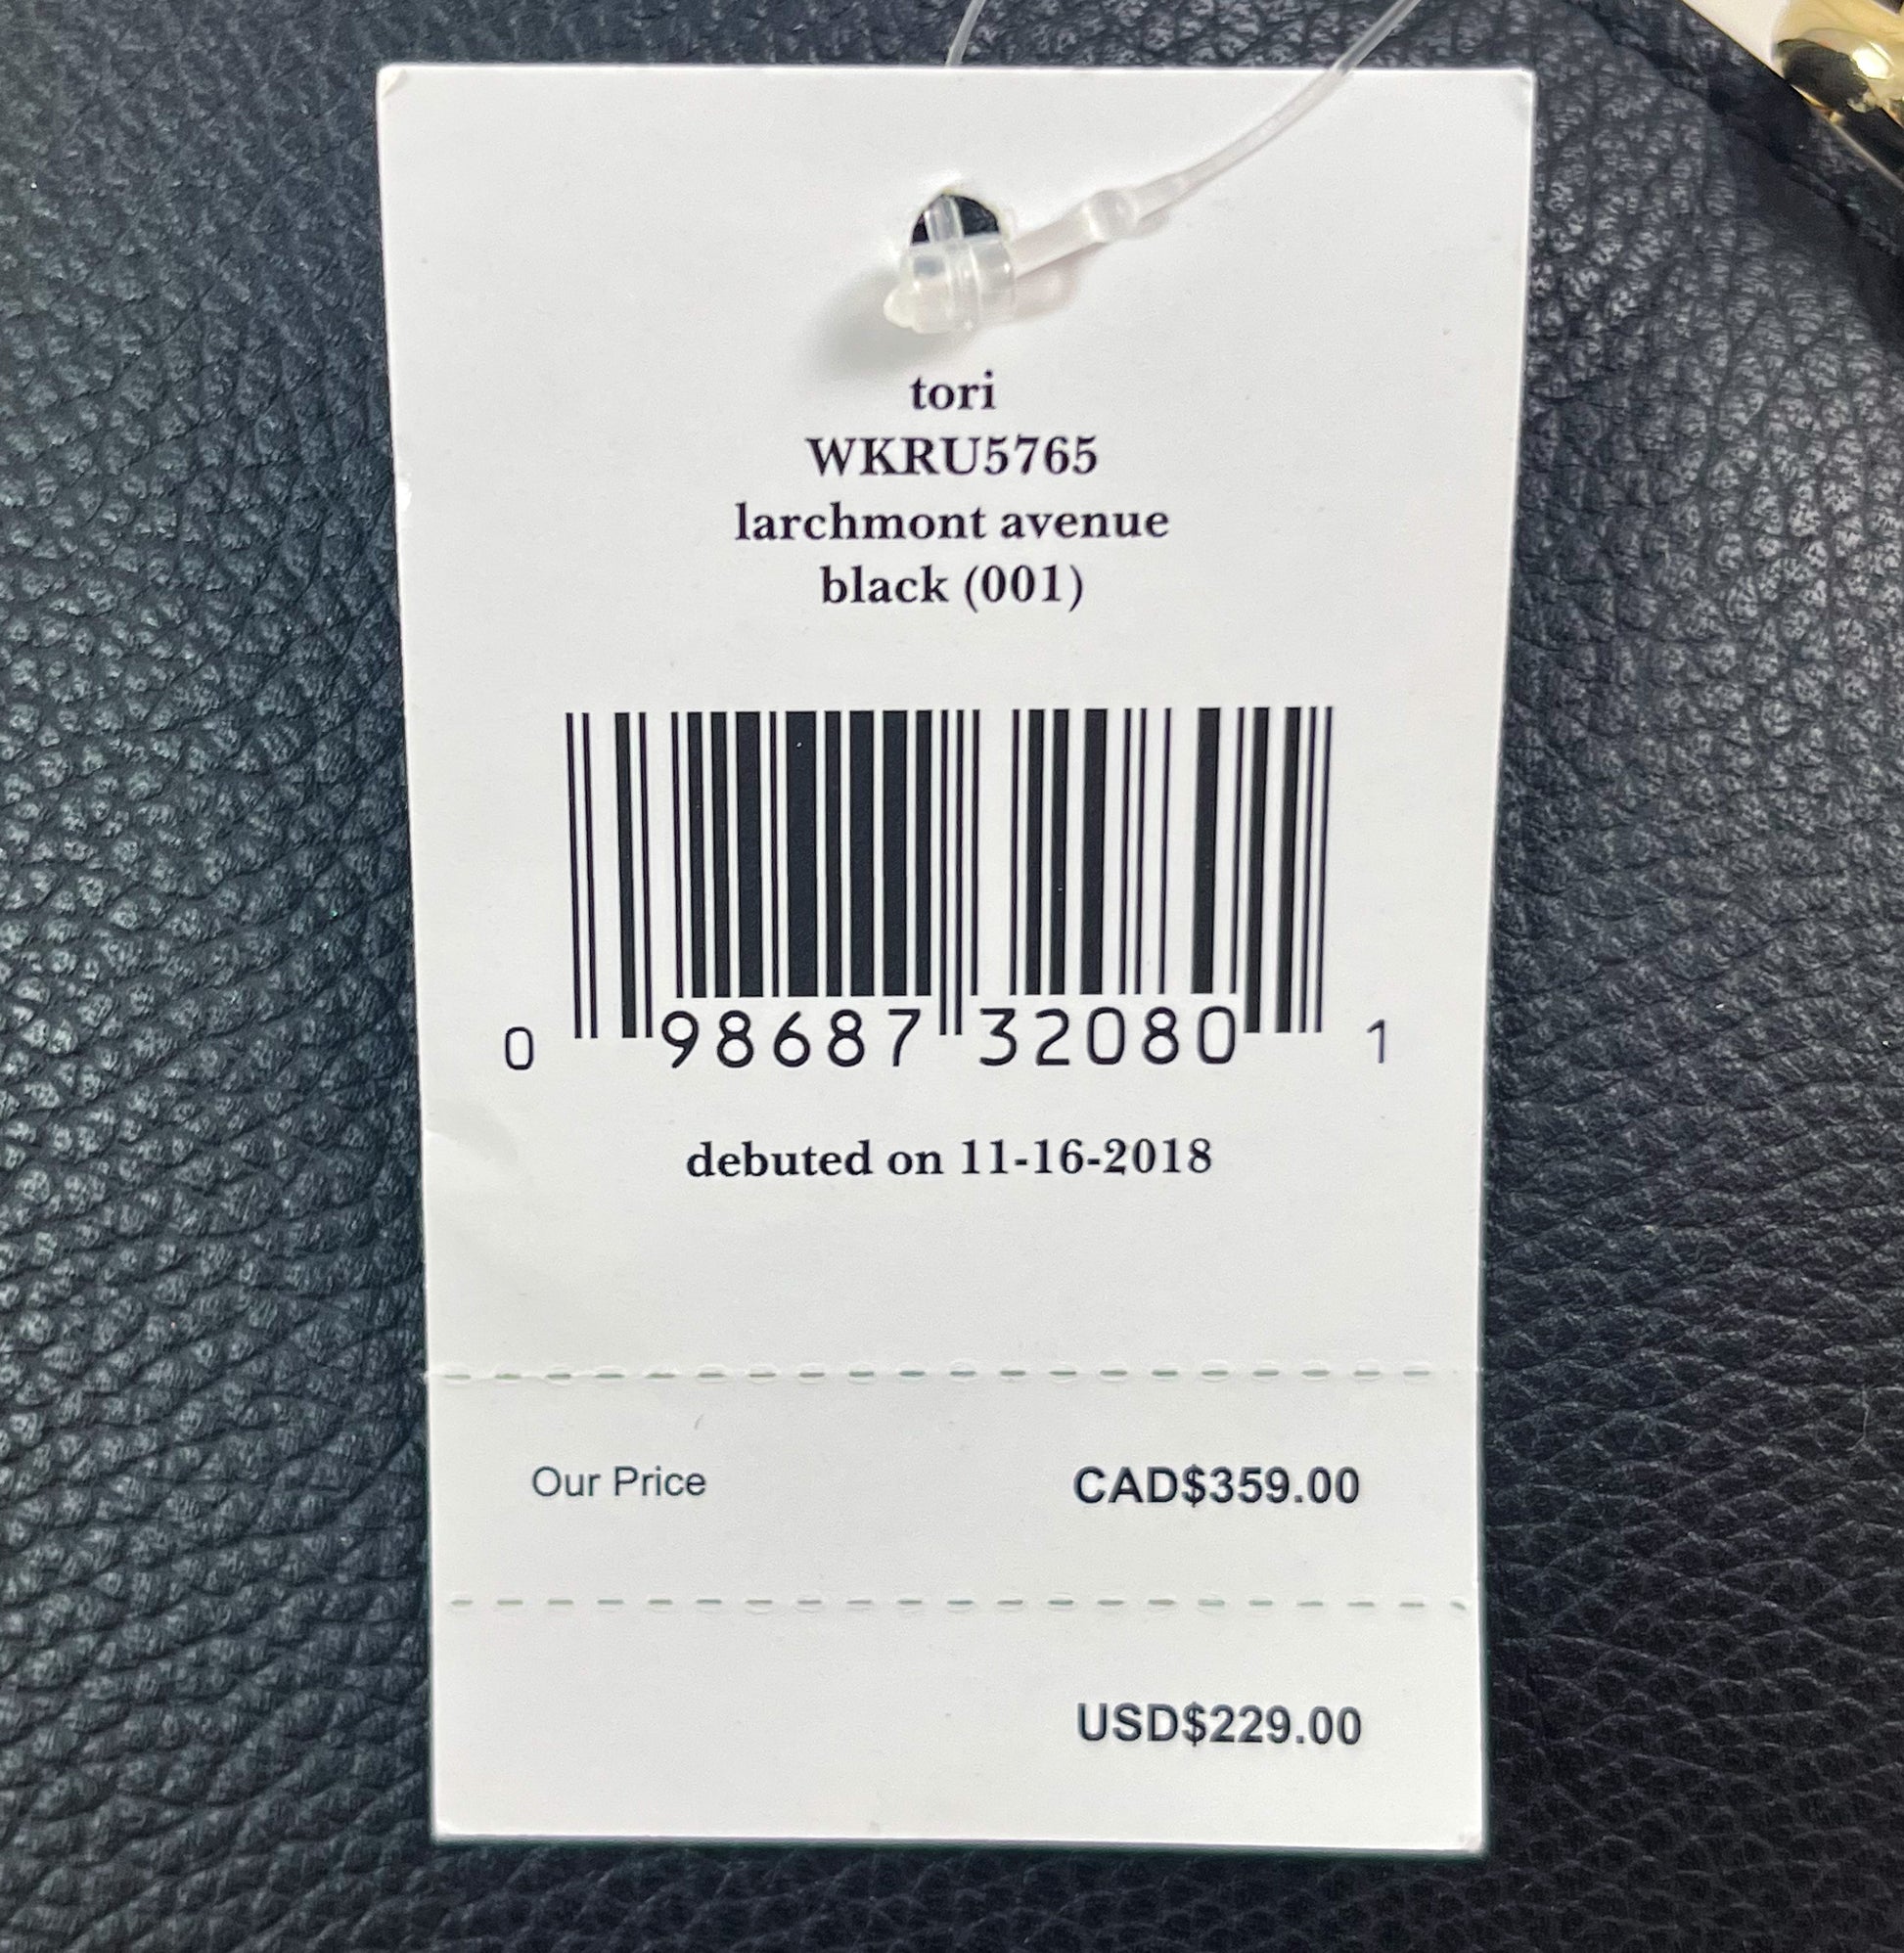 tori
WKRU5765
larchmont avenue
black (001)
0 98687 32080 1
debuted on 11-16-2018
Our Price CAD$359.00
USD$229.00